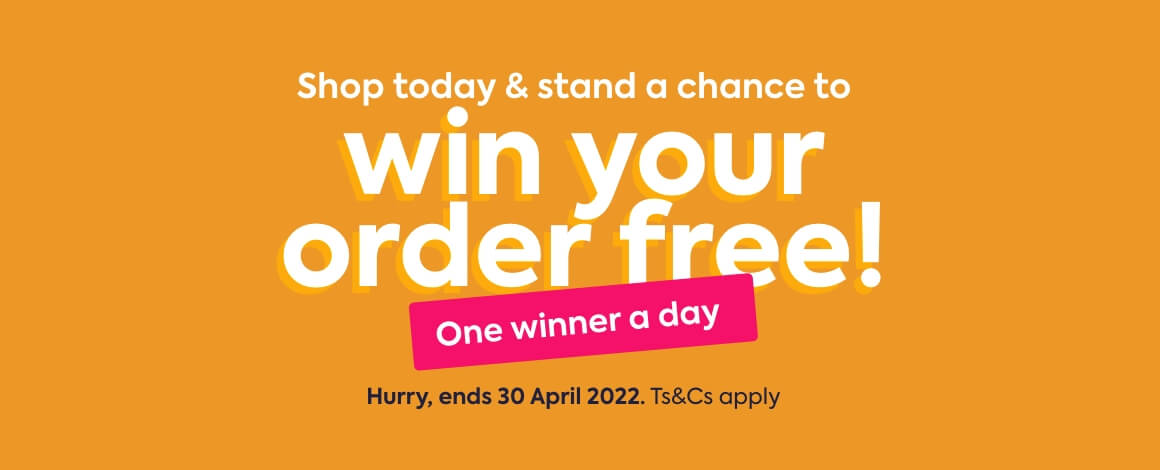 Shop today & stand a chance to
win your
order free!
One winner a day
Hurry, ends 30 April 2022. Ts&Cs apply